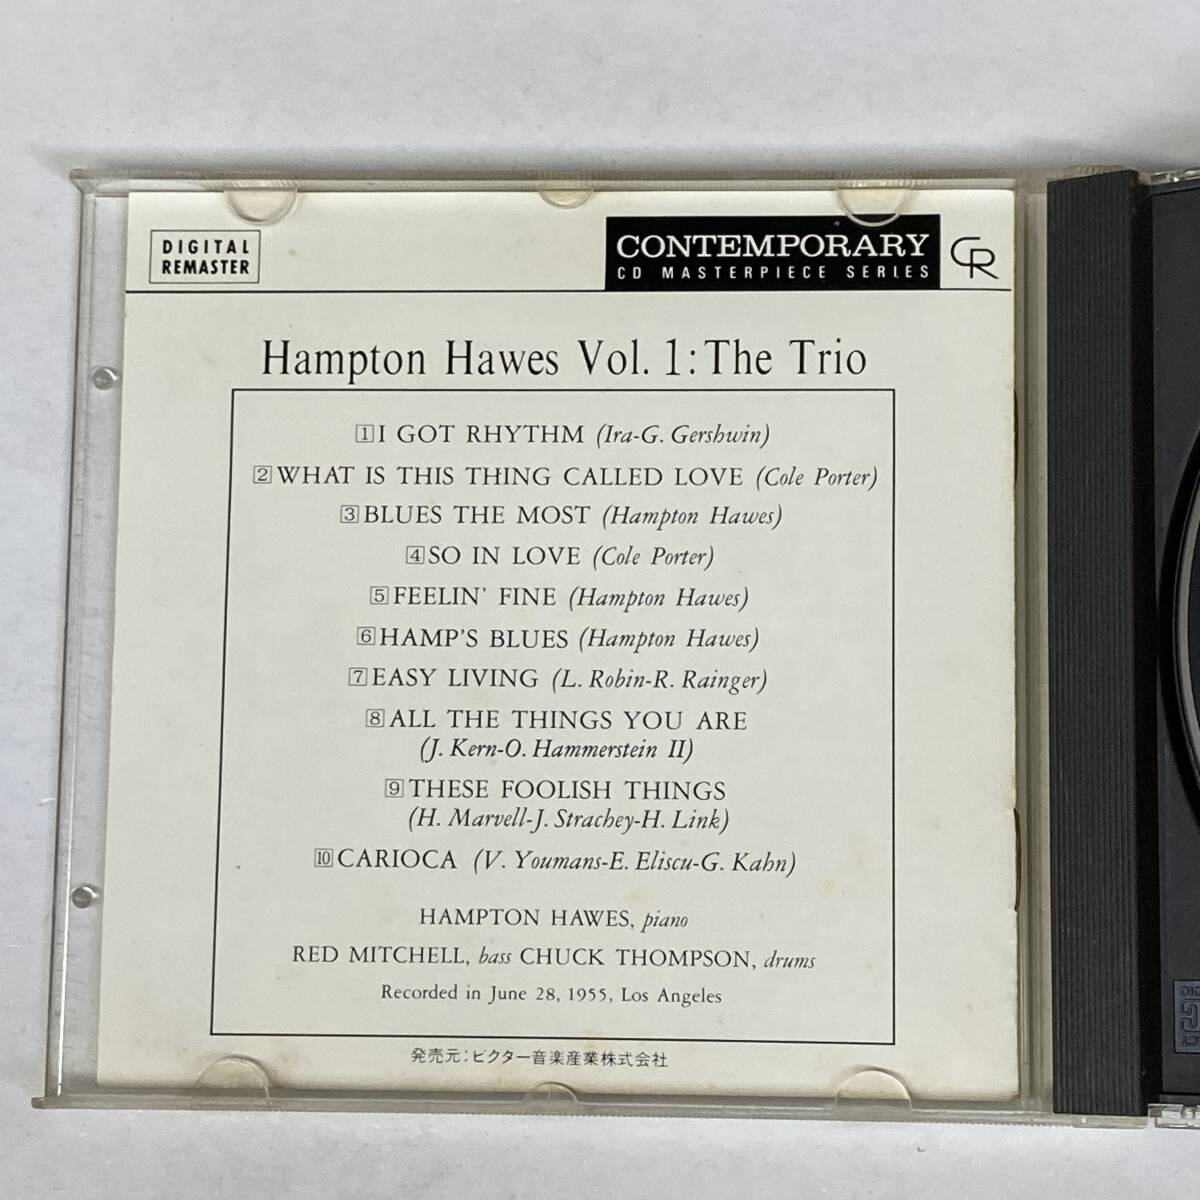 DIGITAL
REMASTER
CONTEMPORARY
CD MASTERPIECE SERIES
CR
Hampton Hawes Vol. 1: The Trio
1 I GOT RHYTHM (Ira-G. Gershwin)
2 WHAT IS THIS THING CALLED LOVE (Cole Porter)
3 BLUES THE MOST (Hampton Hawes)
4 SO IN LOVE (Cole Porter)
5 FEELIN' FINE (Hampton Hawes)
6 HAMP'S BLUES (Hampton Hawes)
7 EASY LIVING (L. Robin-R. Rainger)
8 ALL THE THINGS YOU ARE
(J. Kern-O. Hammerstein II)
9 THESE FOOLISH THINGS
(H. Marvell-J. Strachey-H. Link)
10 CARIOCA (V. Youmans-E. Eliscu-G. Kahn)
HAMPTON HAWES, piano
RED MITCHELL, bass CHUCK THOMPSON, drums
Recorded in June 28, 1955, Los Angeles
発売元:ビクター音楽産業株式会社